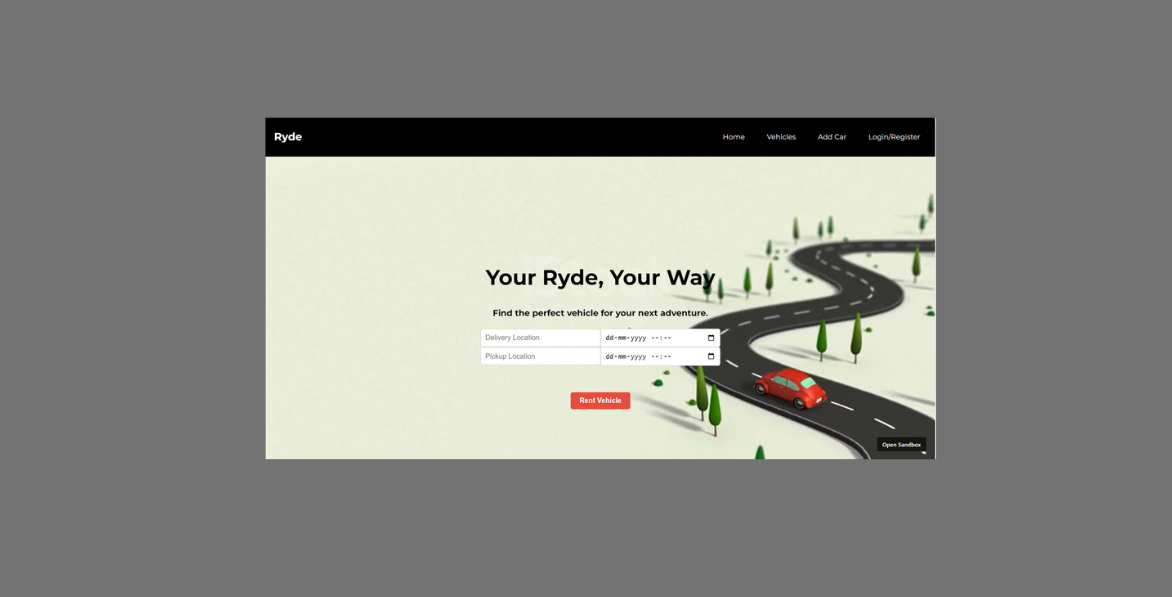 Ryde
Home Vehicles Add Car Login/Register
iStock
Your Ryde, Your Way
Find the perfect vehicle for your next adventure.
Delivery Location dd-mm-yyyy --:--
Pickup Location dd-mm-yyyy --:--
Rent Vehicle
Open Sandbox